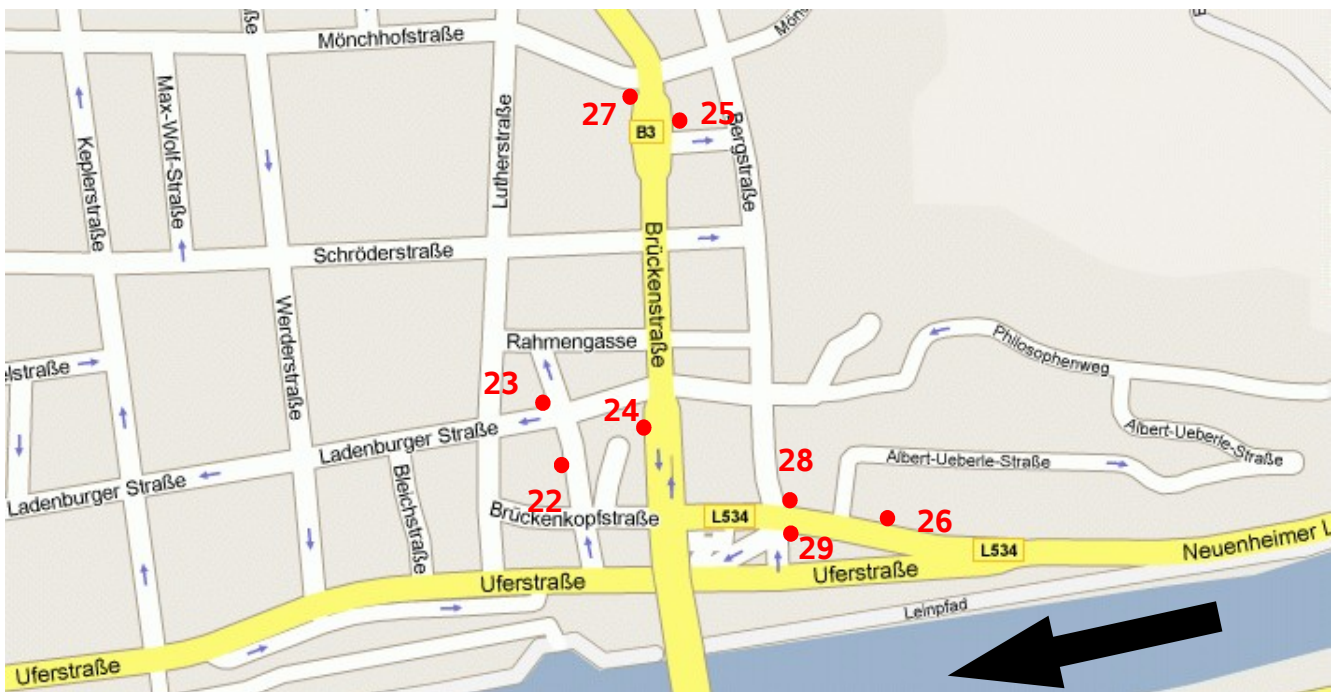 Mönchhofstraße
Mönch
ße
Max-Wolf-Straße
Keplerstraße
Lutherstraße
27
25
B3
Bergstraße
Schröderstraße
Brückenstraße
Werderstraße
Rahmengasse
Philosophenweg
elstraße
23
24
Ladenburger Straße
Albert-Ueberle-Straße
Albert-Ueberle-Straße
28
Bleichstraße
Ladenburger Straße
22
Brückenkopfstraße
L534
26
29
L534
Neuenheimer L
Uferstraße
Uferstraße
Leinpfad
Uferstraße